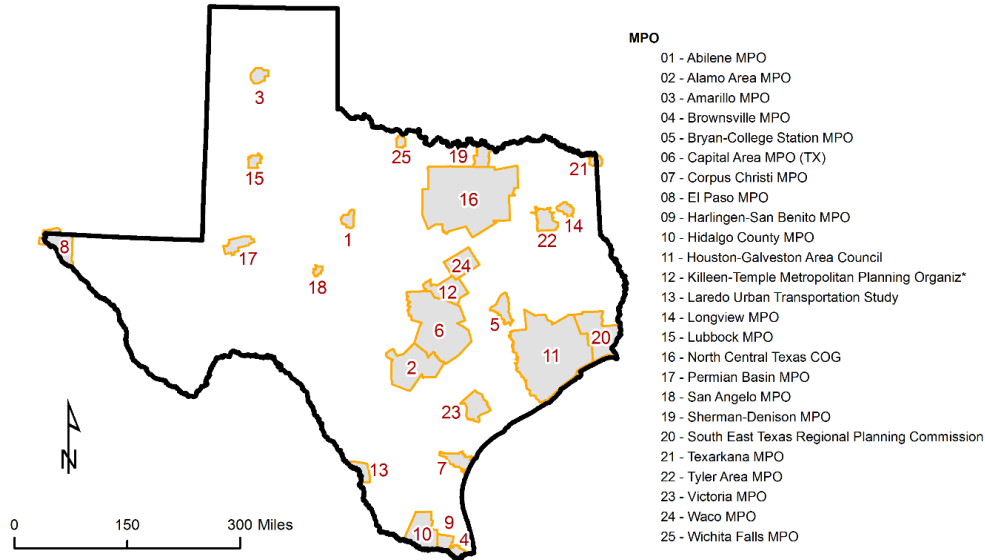 MPO
01 - Abilene MPO
02 - Alamo Area MPO
03 - Amarillo MPO
04 - Brownsville MPO
05 - Bryan-College Station MPO
06 - Capital Area MPO (TX)
07 - Corpus Christi MPO
08 - El Paso MPO
09 - Harlingen-San Benito MPO
10 - Hidalgo County MPO
11 - Houston-Galveston Area Council
12 - Killeen-Temple Metropolitan Planning Organiz*
13 - Laredo Urban Transportation Study
14 - Longview MPO
15 - Lubbock MPO
16 - North Central Texas COG
17 - Permian Basin MPO
18 - San Angelo MPO
19 - Sherman-Denison MPO
20 - South East Texas Regional Planning Commission
21 - Texarkana MPO
22 - Tyler Area MPO
23 - Victoria MPO
24 - Waco MPO
25 - Wichita Falls MPO
3
25
19
21
15
16
14
1
22
8
17
24
18
12
5
6
11
20
2
23
13
7
9
10
4
N
0 150 300 Miles